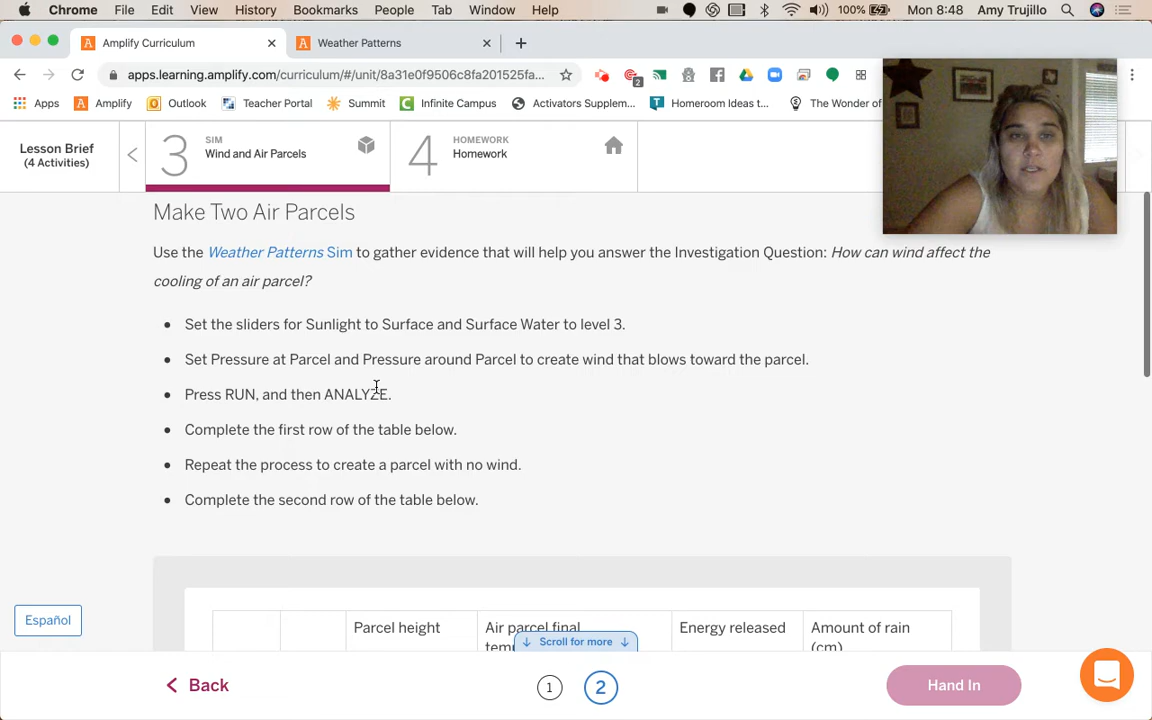 Chrome File Edit View History Bookmarks People Tab Window Help 100% Mon 8:48 Amy Trujillo
Amplify Curriculum Weather Patterns
apps.learning.amplify.com/curriculum/#/unit/8a31e0f9506c8fa201525fa... 2
Apps Amplify Outlook Teacher Portal Summit Infinite Campus Activators Supplem... Homeroom Ideas t... The Wonder of
Lesson Brief
(4 Activities)
3 SIM
Wind and Air Parcels
4 HOMEWORK
Homework
Make Two Air Parcels
Use the Weather Patterns Sim to gather evidence that will help you answer the Investigation Question: How can wind affect the
cooling of an air parcel?
• Set the sliders for Sunlight to Surface and Surface Water to level 3.
• Set Pressure at Parcel and Pressure around Parcel to create wind that blows toward the parcel.
• Press RUN, and then ANALYZE.
• Complete the first row of the table below.
• Repeat the process to create a parcel with no wind.
• Complete the second row of the table below.
Español
Parcel height Air parcel final Energy released Amount of rain
(cm)
Scroll for more
Back 1 2 Hand In